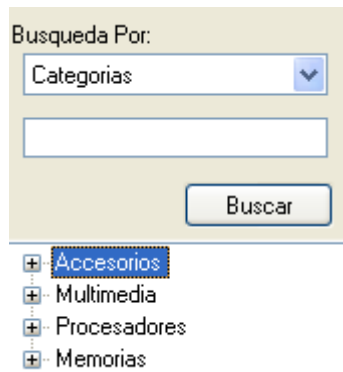 Busqueda Por:
Categorias
Buscar
Accesorios
Multimedia
Procesadores
Memorias